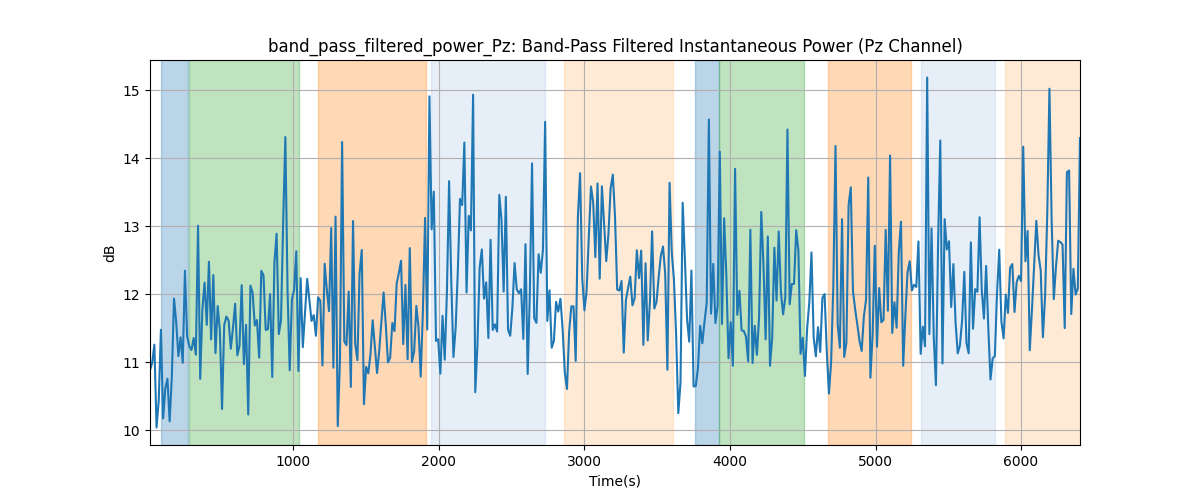 band_pass_filtered_power_Pz: Band-Pass Filtered Instantaneous Power (Pz Channel)
15
14
13
12
11
10
dB
1000 2000 3000 4000 5000 6000
Time(s)